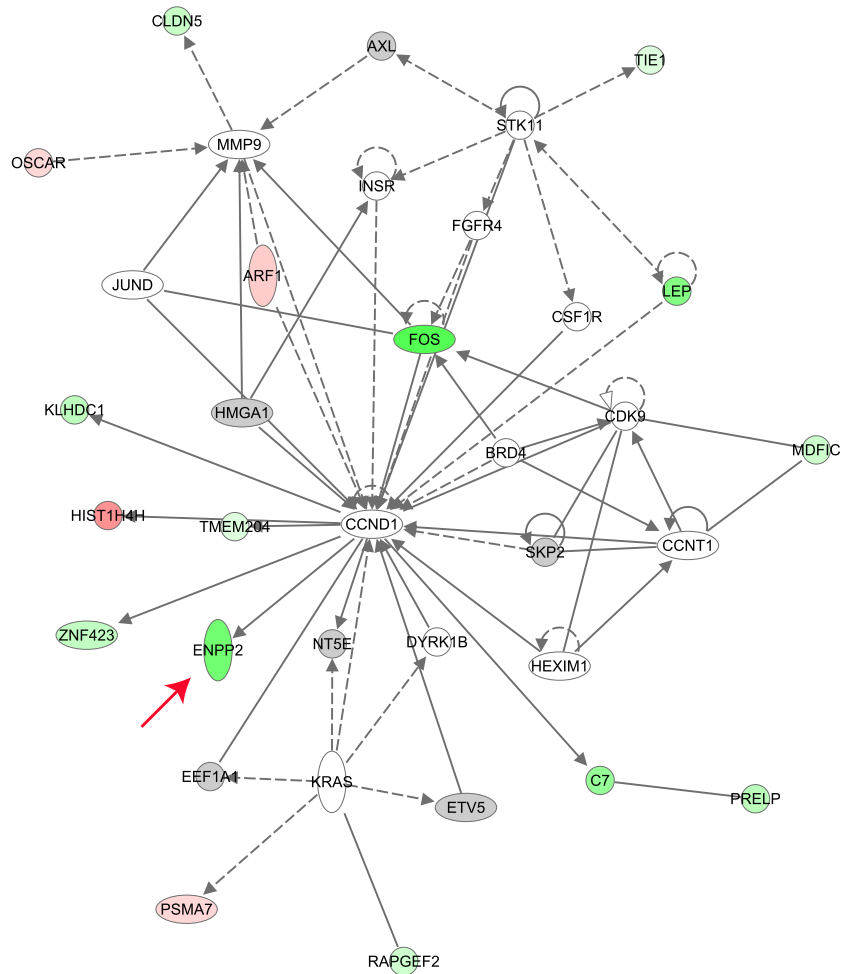 CLDN5
AXL
TIE1
STK11
MMP9
OSCAR
INSR
FGFR4
ARF1
JUND
LEP
CSF1R
FOS
KLHDC1
HMGA1
CDK9
BRD4
MDFIC
HIST1H4H
TMEM204
CCND1
SKP2
CCNT1
ZNF423
ENPP2
NT5E
DYRK1B
HEXIM1
EEF1A1
KRAS
C7
ETV5
PRELP
PSMA7
RAPGEF2